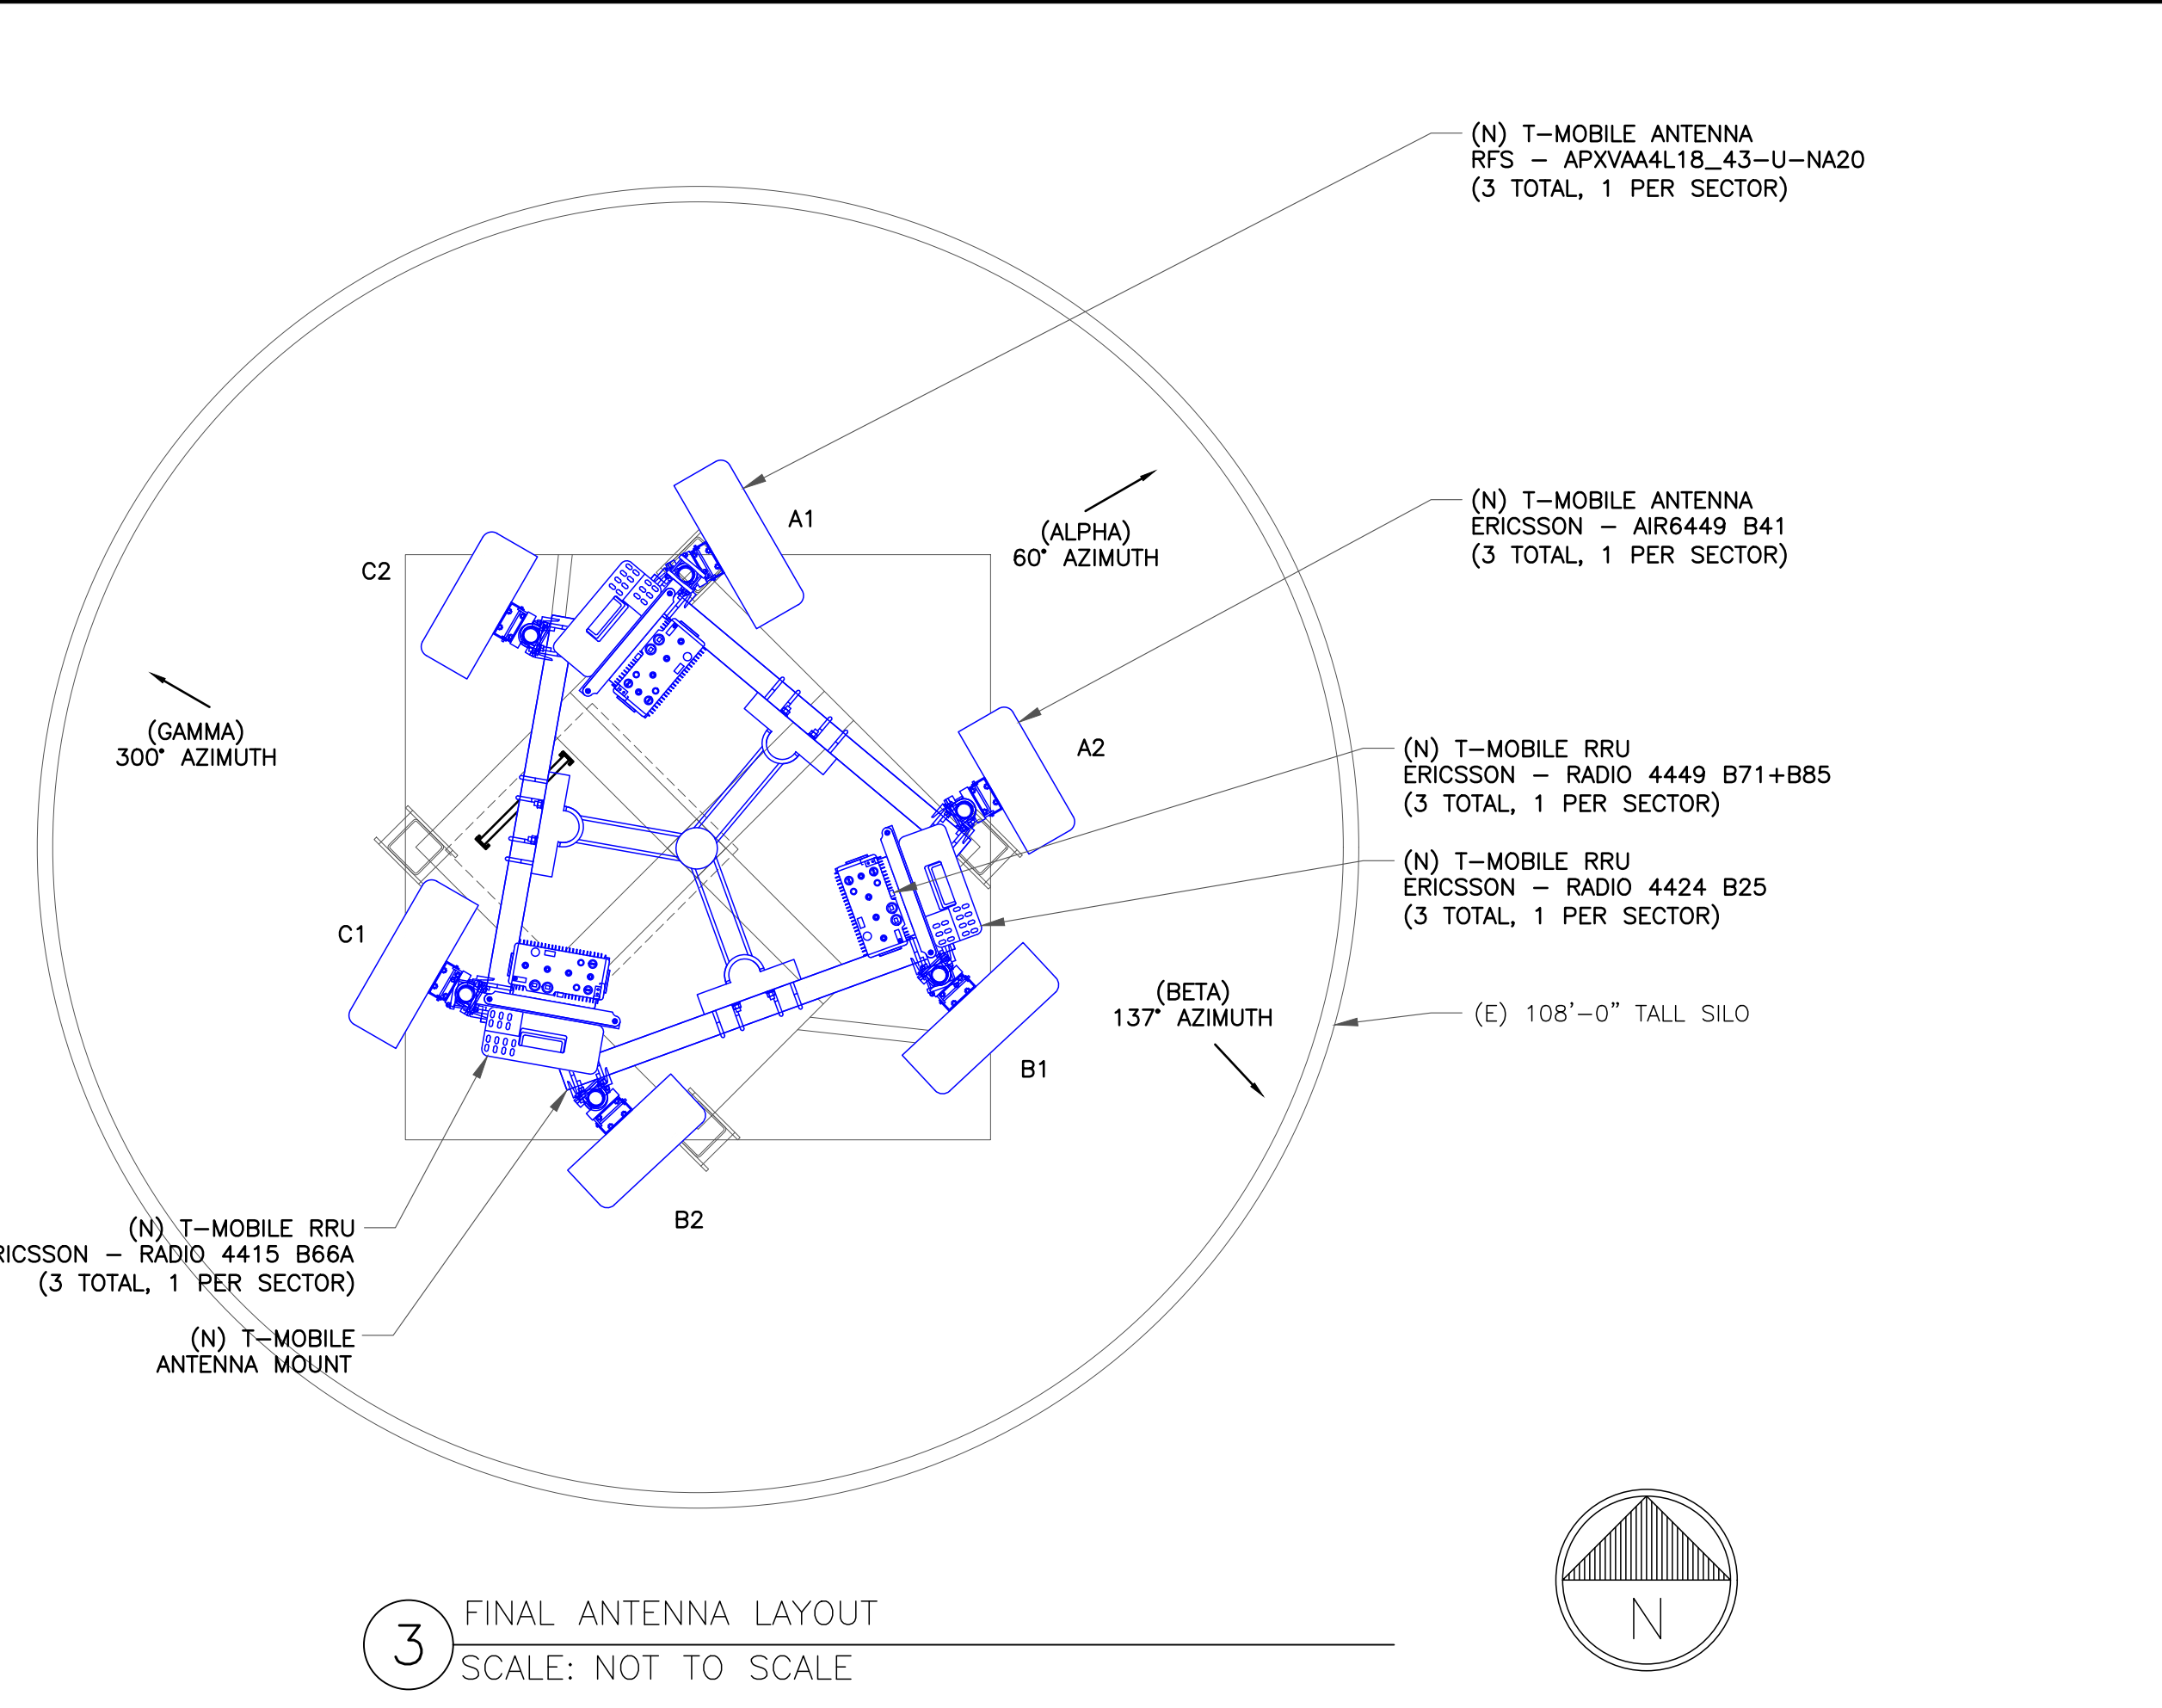 (N) T-MOBILE ANTENNA
RFS - APXVAA4L18_43-U-NA20
(3 TOTAL, 1 PER SECTOR)
A1
(ALPHA)
60° AZIMUTH
(N) T-MOBILE ANTENNA
ERICSSON - AIR6449 B41
(3 TOTAL, 1 PER SECTOR)
C2
(GAMMA)
300° AZIMUTH
A2
(N) T-MOBILE RRU
ERICSSON - RADIO 4449 B71+B85
(3 TOTAL, 1 PER SECTOR)
(N) T-MOBILE RRU
ERICSSON - RADIO 4424 B25
(3 TOTAL, 1 PER SECTOR)
C1
(BETA)
137° AZIMUTH
(E) 108'-0" TALL SILO
B1
B2
(N) T-MOBILE RRU
RICSSON - RADIO 4415 B66A
(3 TOTAL, 1 PER SECTOR)
(N) T-MOBILE
ANTENNA MOUNT
3
FINAL ANTENNA LAYOUT
SCALE: NOT TO SCALE
N